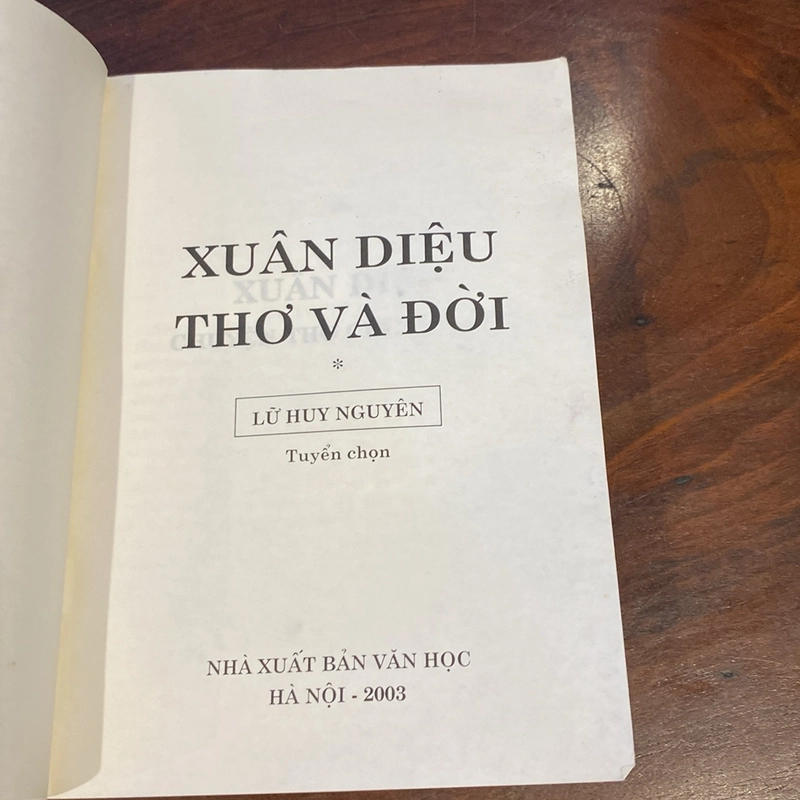 XUÂN DIỆU
THƠ VÀ ĐỜI
*
LỮ HUY NGUYÊN
Tuyển chọn
NHÀ XUẤT BẢN VĂN HỌC
HÀ NỘI - 2003